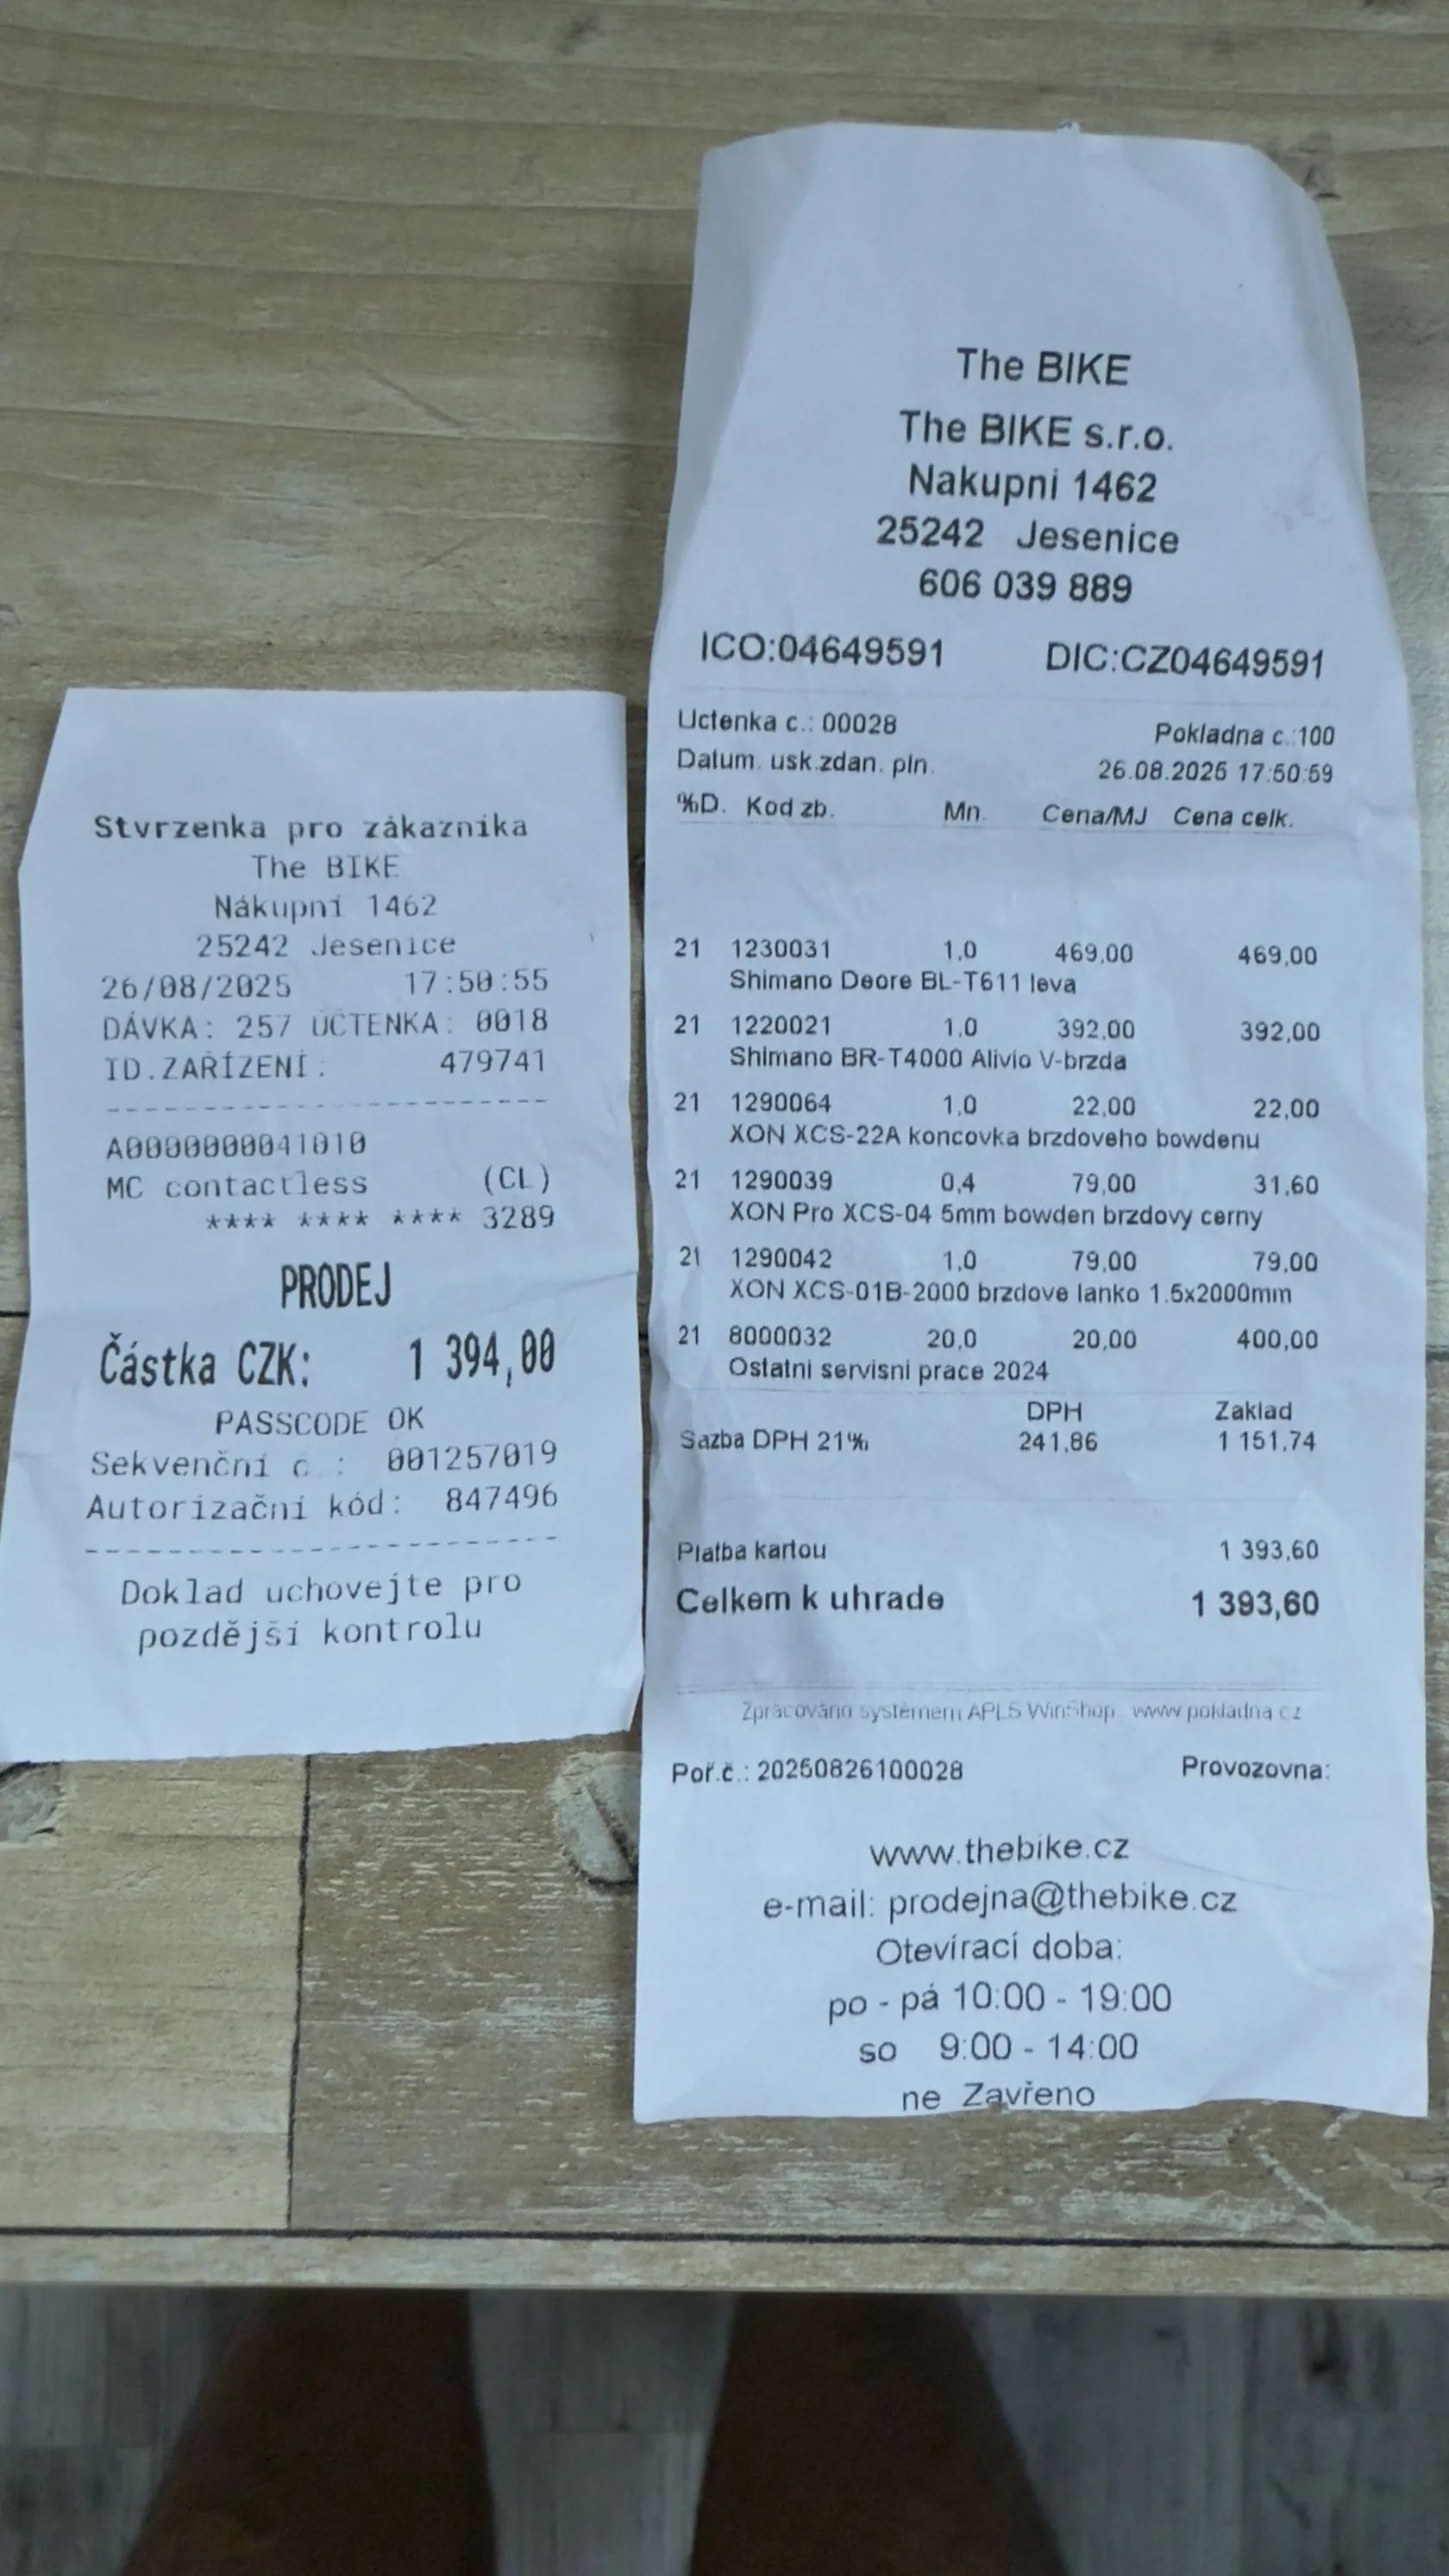 Stvrzenka pro zákazníka
The BIKE
Nákupní 1462
25242 Jesenice
26/08/2025 17:50:55
DÁVKA: 257 ÚČTENKA: 0018
ID.ZAŘÍZENÍ: 479741
A0000000041010
MC contactless (CL)
**** **** **** 3289
PRODEJ
Částka CZK: 1 394,00
PASSCODE OK
Sekvenční č.: 001257019
Autorizační kód: 847496
Doklad uchovejte pro
pozdější kontrolu
The BIKE
The BIKE s.r.o.
Nakupni 1462
25242 Jesenice
606 039 889
ICO:04649591 DIC:CZ04649591
Uctenka c.: 00028 Pokladna c.:100
Datum. usk.zdan. pln. 26.08.2025 17:50:59
%D. Kod zb. Mn. Cena/MJ Cena celk.
21 1230031 1,0 469,00 469,00
Shimano Deore BL-T611 leva
21 1220021 1,0 392,00 392,00
Shimano BR-T4000 Alivio V-brzda
21 1290064 1,0 22,00 22,00
XON XCS-22A koncovka brzdoveho bowdenu
21 1290039 0,4 79,00 31,60
XON Pro XCS-04 5mm bowden brzdovy cerny
21 1290042 1,0 79,00 79,00
XON XCS-01B-2000 brzdove lanko 1.5x2000mm
21 8000032 20,0 20,00 400,00
Ostatni servisni prace 2024
DPH Zaklad
Sazba DPH 21% 241,86 1 151,74
Platba kartou 1 393,60
Celkem k uhrade 1 393,60
Zpracováno systémem APLS WinShop www.pokladna.cz
Poř.č.: 20250826100028 Provozovna:
www.thebike.cz
e-mail: prodejna@thebike.cz
Otevírací doba:
po - pá 10:00 - 19:00
so 9:00 - 14:00
ne Zavřeno